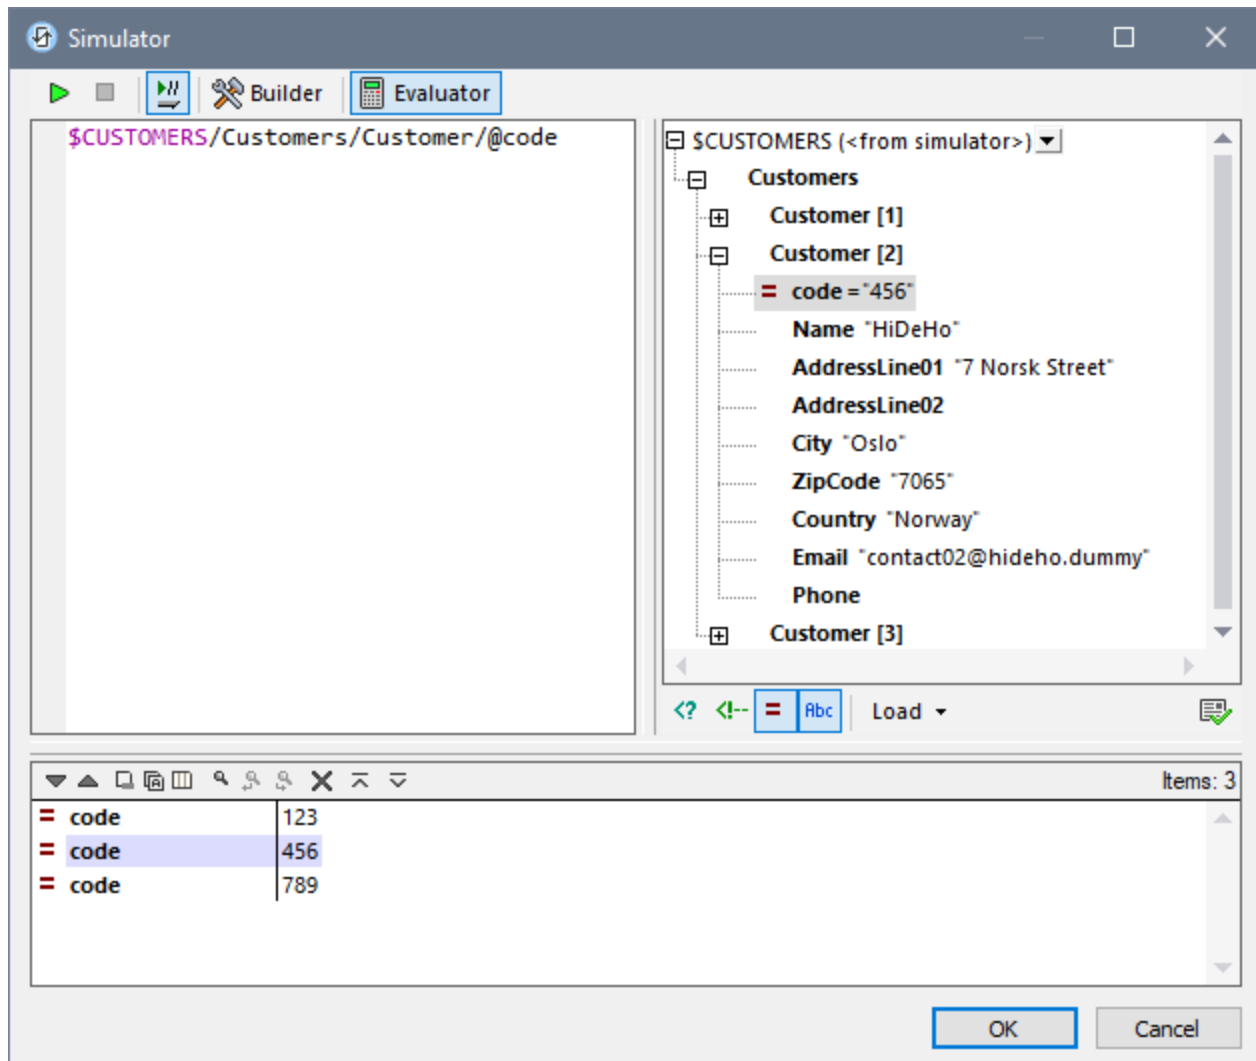 Simulator
Builder Evaluator
$CUSTOMERS/Customers/Customer/@code
$CUSTOMERS (<from simulator>)
Customers
Customer [1]
Customer [2]
= code ="456"
Name "HiDeHo"
AddressLine01 "7 Norsk Street"
AddressLine02
City "Oslo"
ZipCode "7065"
Country "Norway"
Email "contact02@hideho.dummy"
Phone
Customer [3]
<? <!-- = Abc Load
Items: 3
= code 123
= code 456
= code 789
OK Cancel